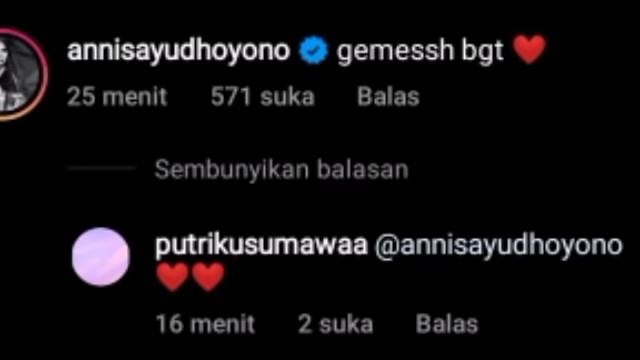 annisayudhoyono gemessh bgt ❤️
25 menit 571 suka Balas
Sembunyikan balasan
putrikusumawaa @annisayudhoyono
❤️❤️
16 menit 2 suka Balas